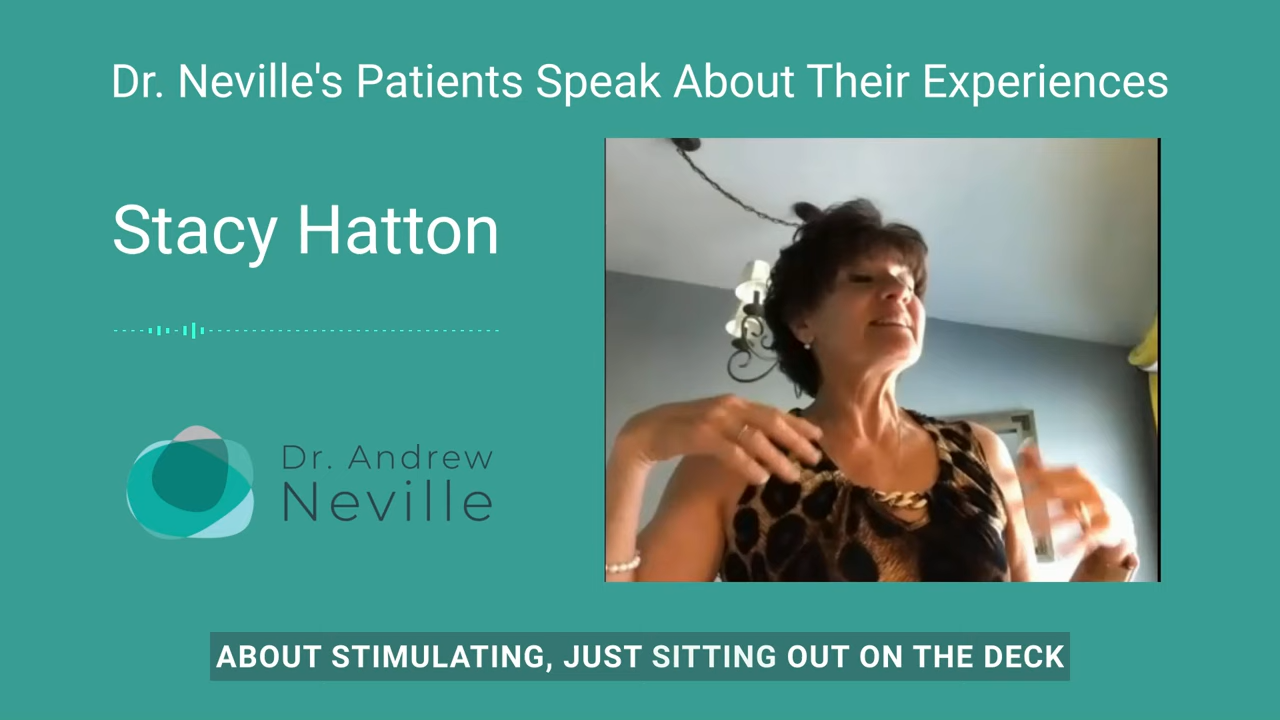 Dr. Neville's Patients Speak About Their Experiences
Stacy Hatton
Dr. Andrew
Neville
ABOUT STIMULATING, JUST SITTING OUT ON THE DECK